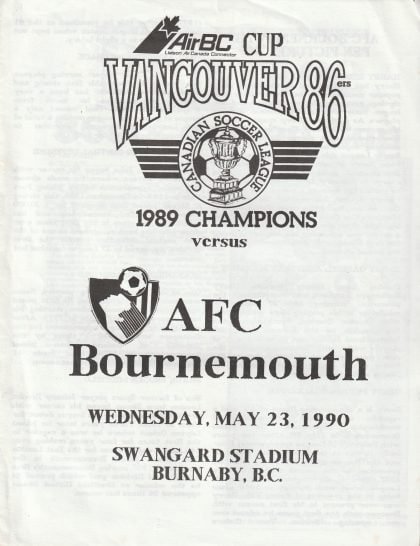 AirBC CUP
Liaison Air Canada Connector
VANCOUVER 86ers
CANADIAN SOCCER LEAGUE
1989 CHAMPIONS
versus
AFC
Bournemouth
WEDNESDAY, MAY 23, 1990
SWANGARD STADIUM
BURNABY, B.C.